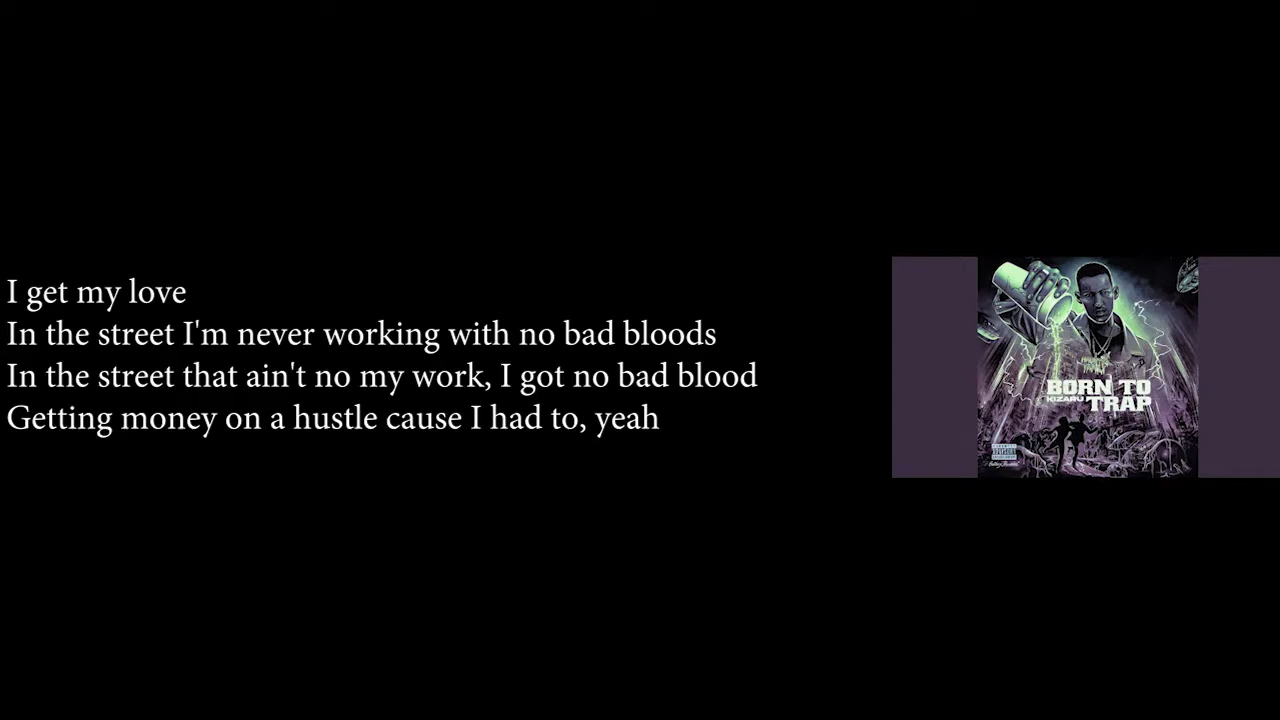 I get my love
In the street I'm never working with no bad bloods
In the street that ain't no my work, I got no bad blood
Getting money on a hustle cause I had to, yeah
BORN TO
KIZARU TRAP